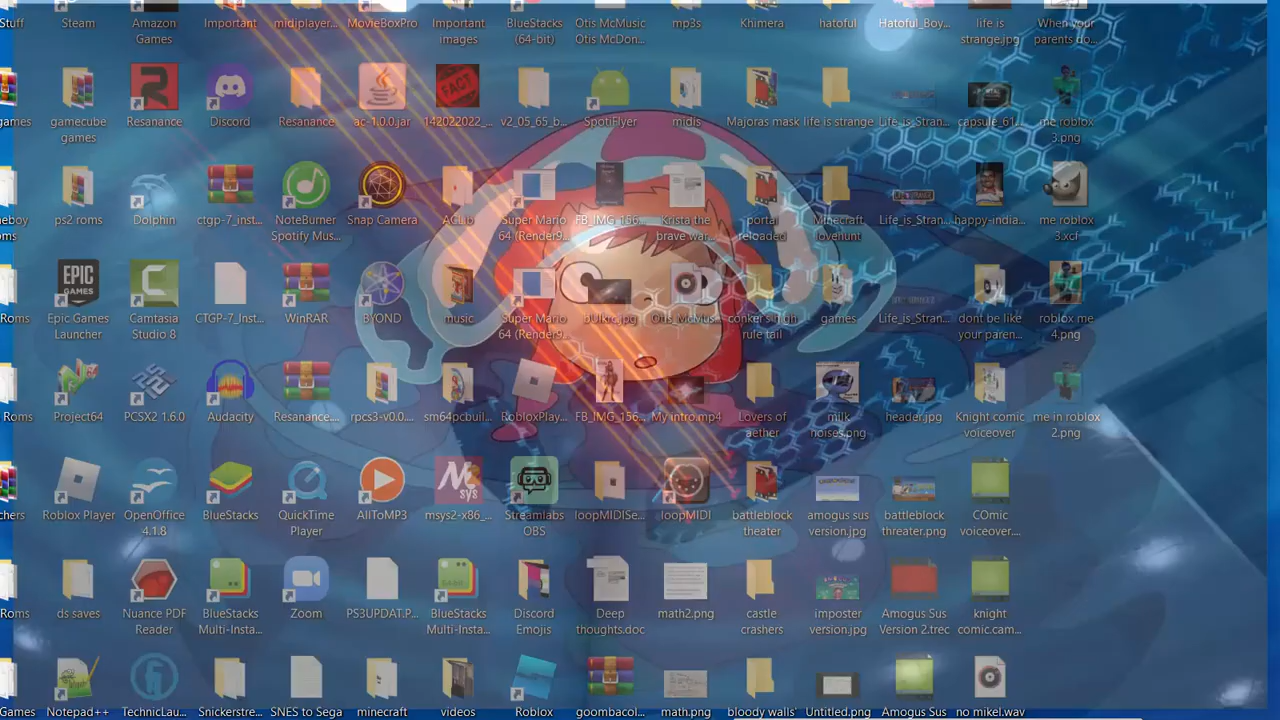 Stuff Steam Amazon Games Important midiplayer... MovieBoxPro Important images BlueStacks (64-bit) Otis McMusic Otis McDon... mp3s Khimera hatoful Hatoful_Boy... life is strange.jpg When your parents do...
games gamecube games Resanance Discord Resanance ac-1.0.0.jar 142022022_... v2_05_65_b... SpotiFlyer midis Majoras mask life is strange Life_is_Stran... capsule_61... me roblox 3.png
ps2 roms Dolphin ctgp-7_inst... NoteBurner Spotify Mus... Snap Camera ACLib Super Mario 64 (Render9... FB_IMG_156... Krista the brave war... portal reloaded Minecraft lovehunt Life_is_Stran... happy-india... me roblox 3.xcf
Roms Epic Games Launcher Camtasia Studio 8 CTGP-7_Inst... WinRAR BYOND music Super Mario 64 (Render9... games Life_is_Stran... dont be like your paren... roblox me 4.png
Roms Project64 PCSX2 1.6.0 Audacity Resanance... rpcs3-v0.0.... sm64pcbuil... RobloxPlay... FB_IMG_156... My intro.mp4 Lovers of aether milk noises.png header.jpg Knight comic voiceover me in roblox 2.png
Roblox Player OpenOffice 4.1.8 BlueStacks QuickTime Player AllToMP3 msys2-x86_... Streamlabs OBS loopMIDISe... loopMIDI battleblock theater amogus sus version.jpg battleblock threater.png COmic voiceover....
Roms ds saves Nuance PDF Reader BlueStacks Multi-Insta... Zoom PS3UPDAT.P... BlueStacks Multi-Insta... Discord Emojis Deep thoughts.doc math2.png castle crashers imposter version.jpg Amogus Sus Version 2.trec knight comic.cam...
Games Notepad++ TechnicLau... Snickerstre... SNES to Sega minecraft videos Roblox goombacol... math.png bloody walls' Untitled.png Amogus Sus no mikel.wav